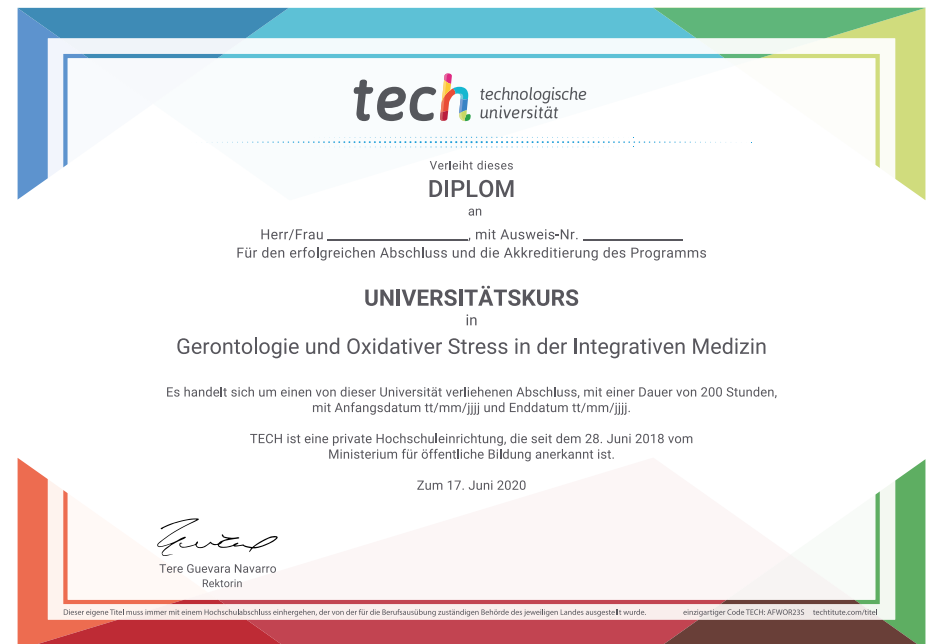 tech technologische
universität
Verleiht dieses
DIPLOM
an
Herr/Frau ____________________, mit Ausweis-Nr. ______________
Für den erfolgreichen Abschluss und die Akkreditierung des Programms
UNIVERSITÄTSKURS
in
Gerontologie und Oxidativer Stress in der Integrativen Medizin
Es handelt sich um einen von dieser Universität verliehenen Abschluss, mit einer Dauer von 200 Stunden,
mit Anfangsdatum tt/mm/jjjj und Enddatum tt/mm/jjjj.
TECH ist eine private Hochschuleinrichtung, die seit dem 28. Juni 2018 vom
Ministerium für öffentliche Bildung anerkannt ist.
Zum 17. Juni 2020
Tere Guevara Navarro
Rektorin
Dieser eigene Titel muss immer mit einem Hochschulabschluss einhergehen, der von der für die Berufsausübung zuständigen Behörde des jeweiligen Landes ausgestellt wurde. einzigartiger Code TECH: AFWOR23S techtitute.com/titel